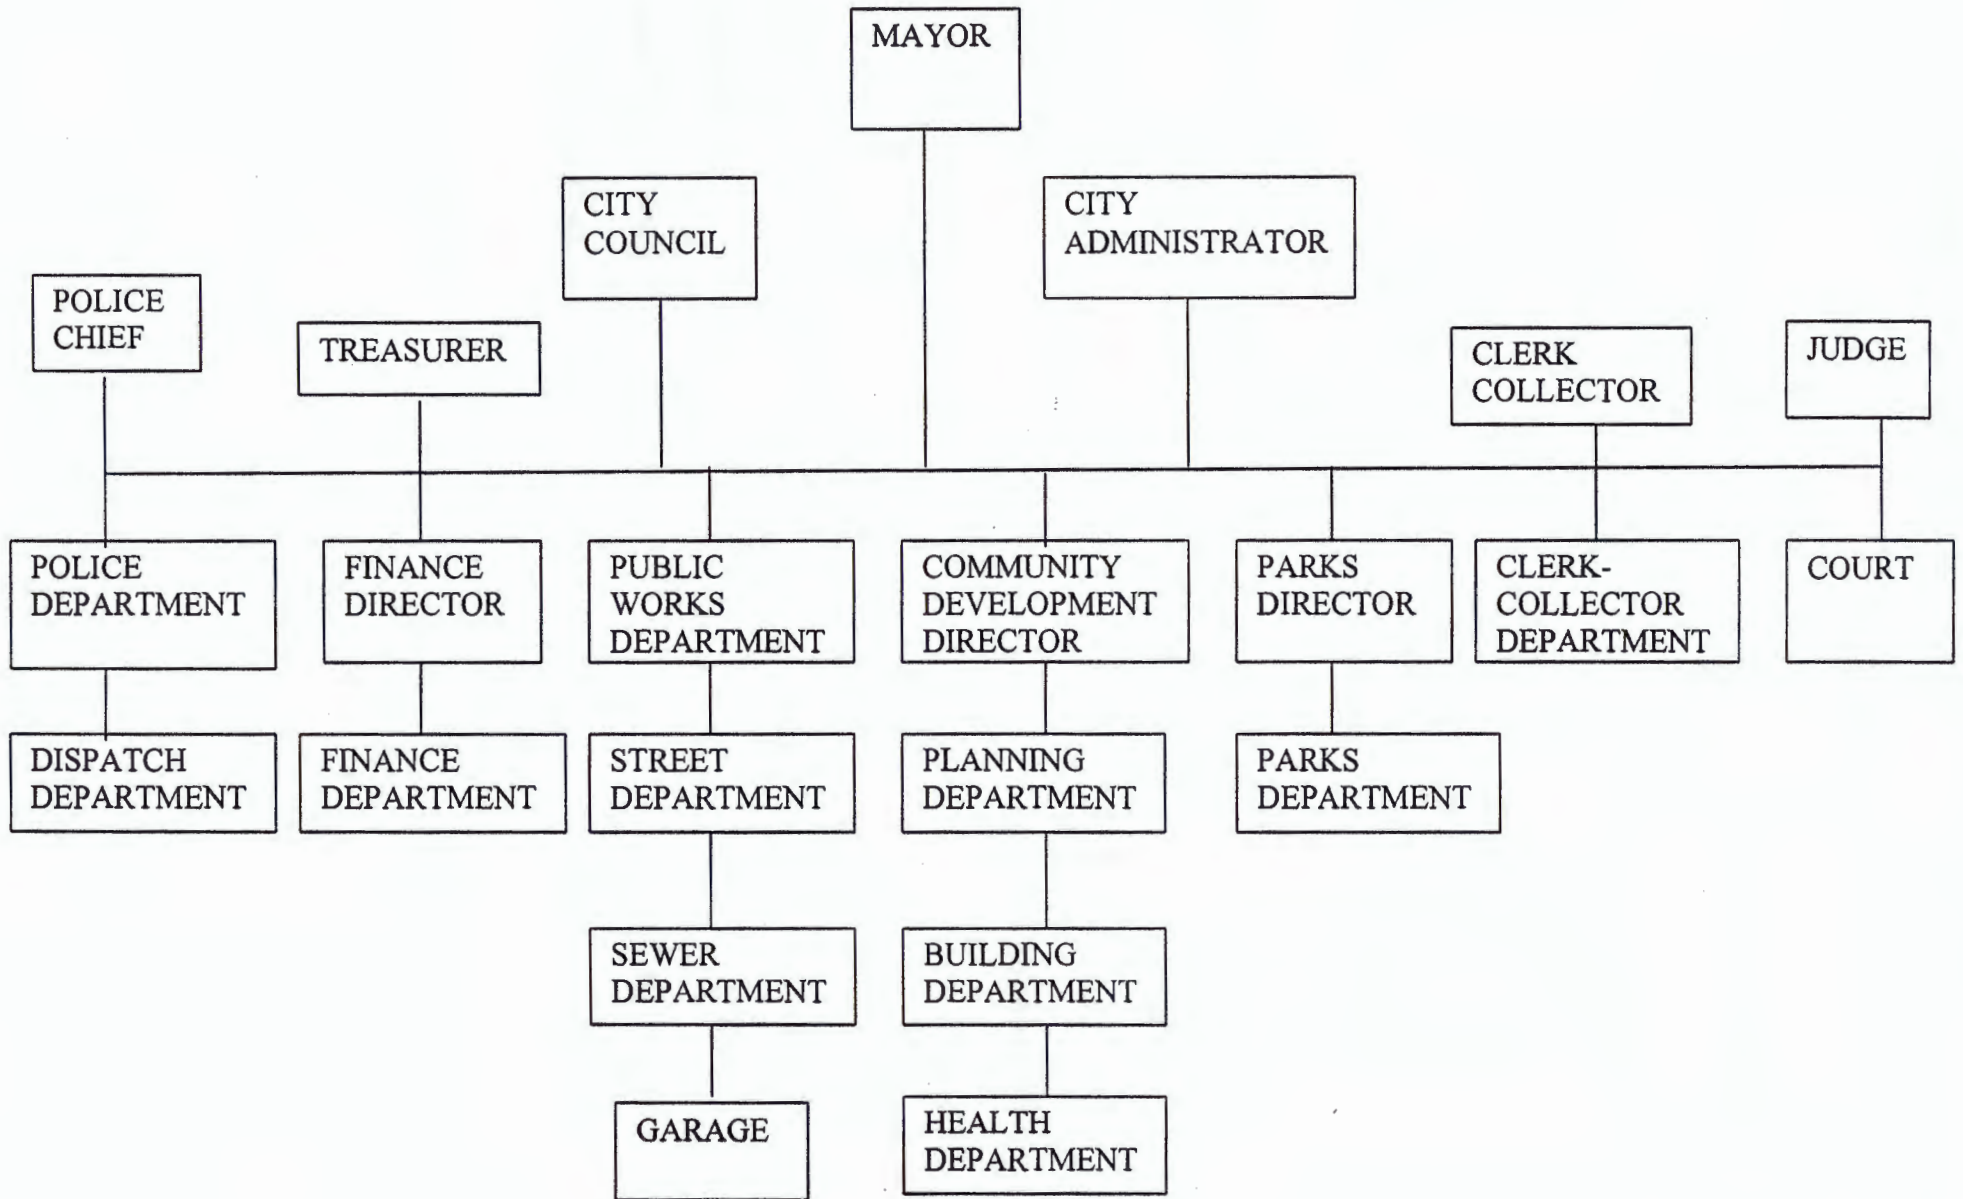 MAYOR
CITY
COUNCIL
CITY
ADMINISTRATOR
POLICE
CHIEF
TREASURER
CLERK
COLLECTOR
JUDGE
POLICE
DEPARTMENT
FINANCE
DIRECTOR
PUBLIC
WORKS
DEPARTMENT
COMMUNITY
DEVELOPMENT
DIRECTOR
PARKS
DIRECTOR
CLERK-
COLLECTOR
DEPARTMENT
COURT
DISPATCH
DEPARTMENT
FINANCE
DEPARTMENT
STREET
DEPARTMENT
PLANNING
DEPARTMENT
PARKS
DEPARTMENT
SEWER
DEPARTMENT
BUILDING
DEPARTMENT
GARAGE
HEALTH
DEPARTMENT